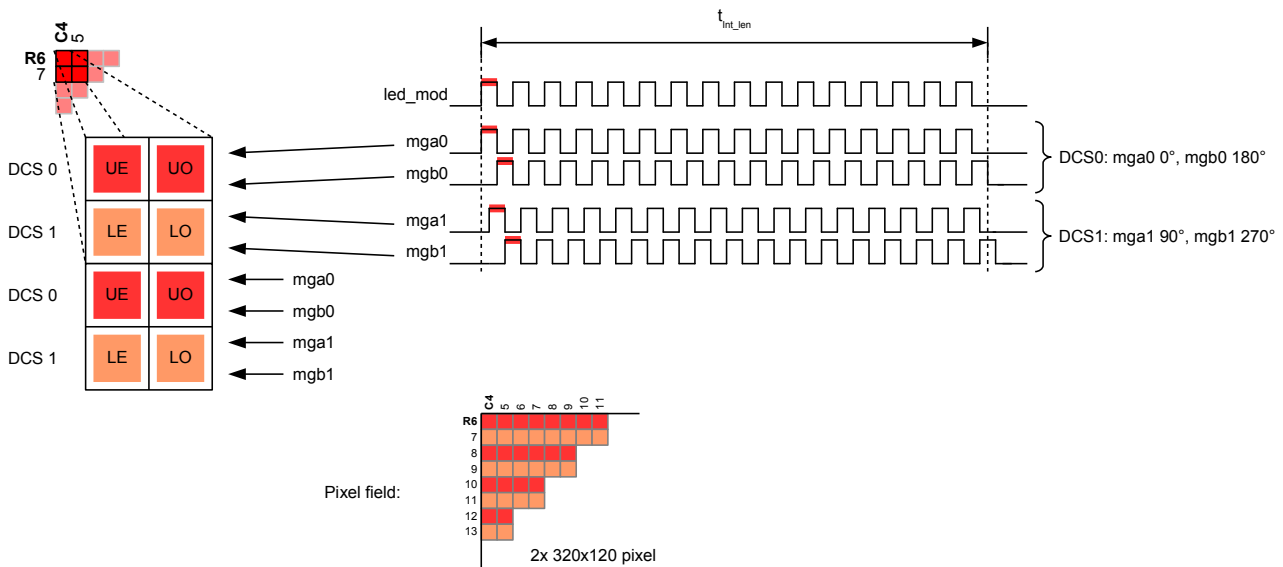 t_Int_len
C4
5
R6
7
led_mod
mga0
mgb0
DCS0: mga0 0°, mgb0 180°
mga1
mgb1
DCS1: mga1 90°, mgb1 270°
DCS 0
UE UO
DCS 1
LE LO
DCS 0
UE UO
mga0
mgb0
DCS 1
LE LO
mga1
mgb1
C4 5 6 7 8 9 10 11
R6
7
8
9
10
11
12
13
Pixel field:
2x 320x120 pixel